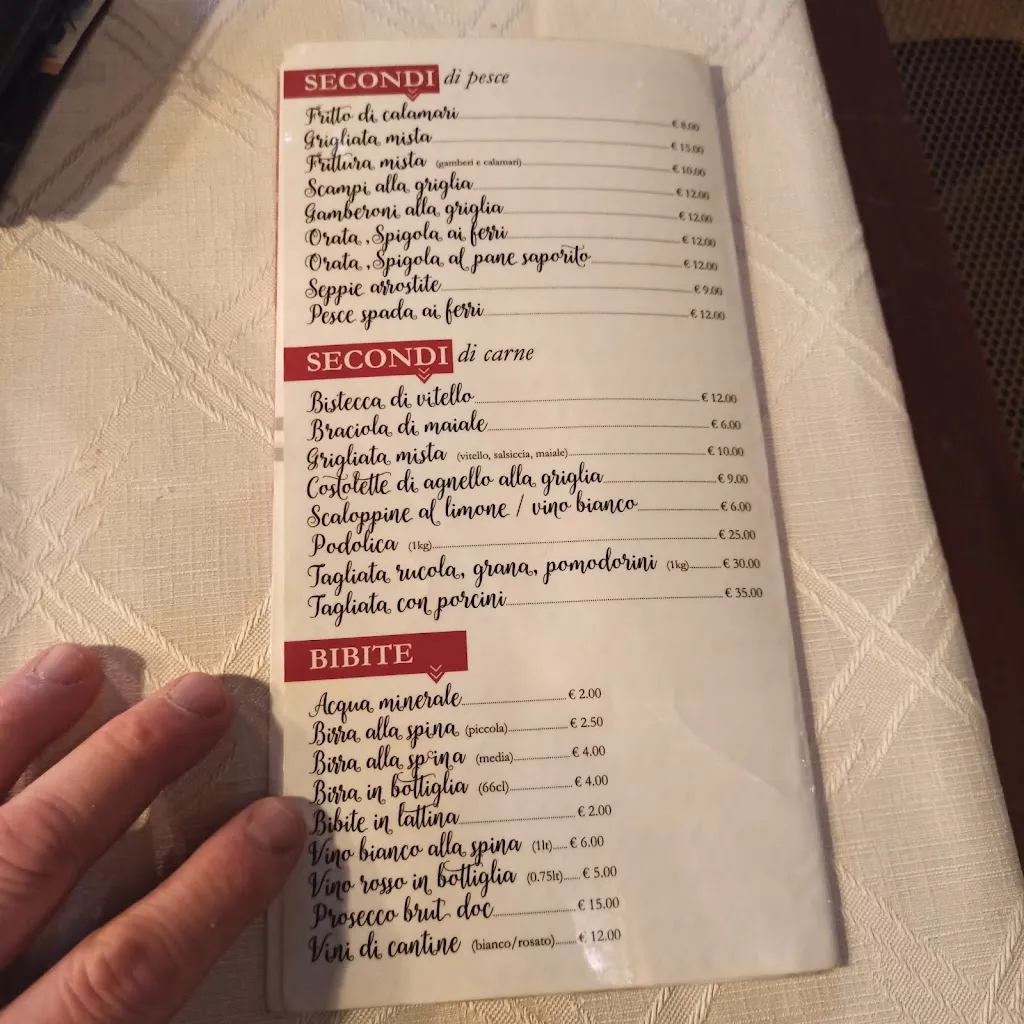 SECONDI di pesce
Fritto di calamari € 8.00
Grigliata mista € 15.00
Frittura mista (gamberi e calamari) € 10.00
Scampi alla griglia € 12.00
Gamberoni alla griglia € 12.00
Orata, Spigola ai ferri € 12.00
Orata, Spigola al pane saporito € 12.00
Seppie arrostite € 9.00
Pesce spada ai ferri € 12.00
SECONDI di carne
Bistecca di vitello € 12.00
Braciola di maiale € 6.00
Grigliata mista (vitello, salsiccia, maiale) € 10.00
Costolette di agnello alla griglia € 9.00
Scaloppine al limone / vino bianco € 6.00
Podolica (1kg) € 25.00
Tagliata rucola, grana, pomodorini (1kg) € 30.00
Tagliata con porcini € 35.00
BIBITE
Acqua minerale € 2.00
Birra alla spina (piccola) € 2.50
Birra alla spina (media) € 4.00
Birra in bottiglia (66cl) € 4.00
Bibite in lattina € 2.00
Vino bianco alla spina (1lt) € 6.00
Vino rosso in bottiglia (0.75lt) € 5.00
Prosecco brut doc € 15.00
Vini di cantine (bianco/rosato) € 12.00